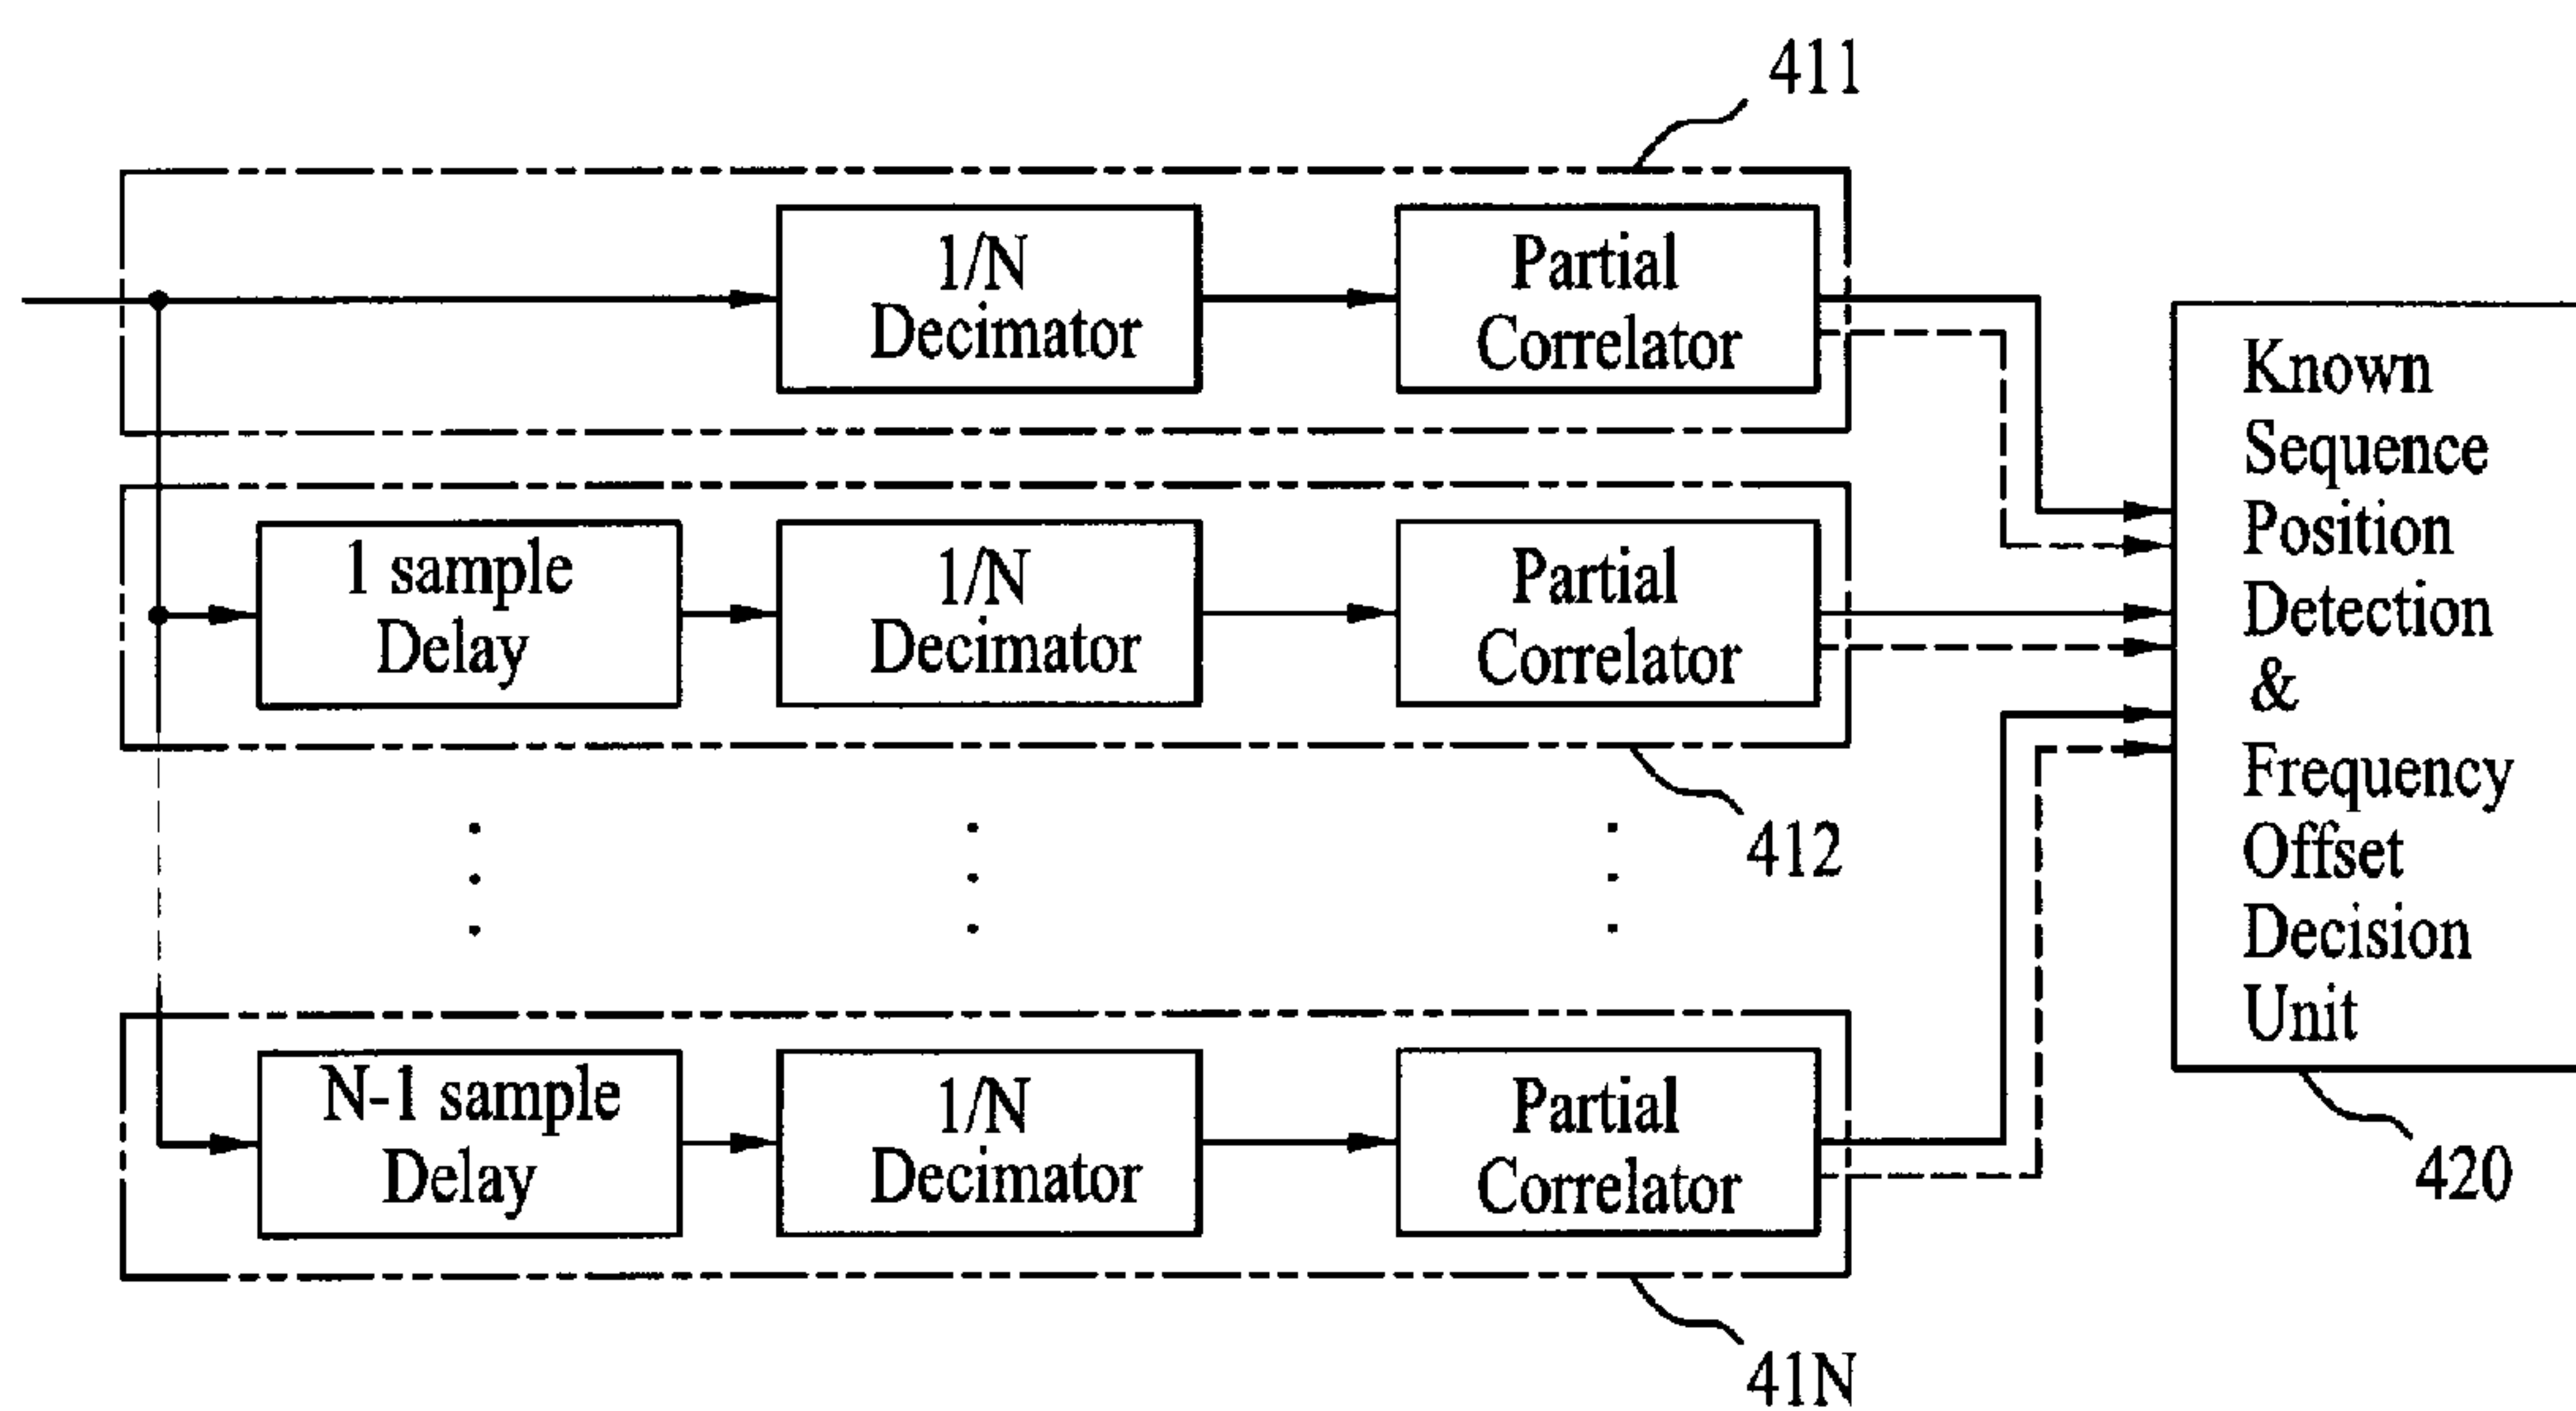 411
1/N
Decimator
Partial
Correlator
1 sample
Delay
1/N
Decimator
Partial
Correlator
412
N-1 sample
Delay
1/N
Decimator
Partial
Correlator
41N
Known
Sequence
Position
Detection
&
Frequency
Offset
Decision
Unit
420